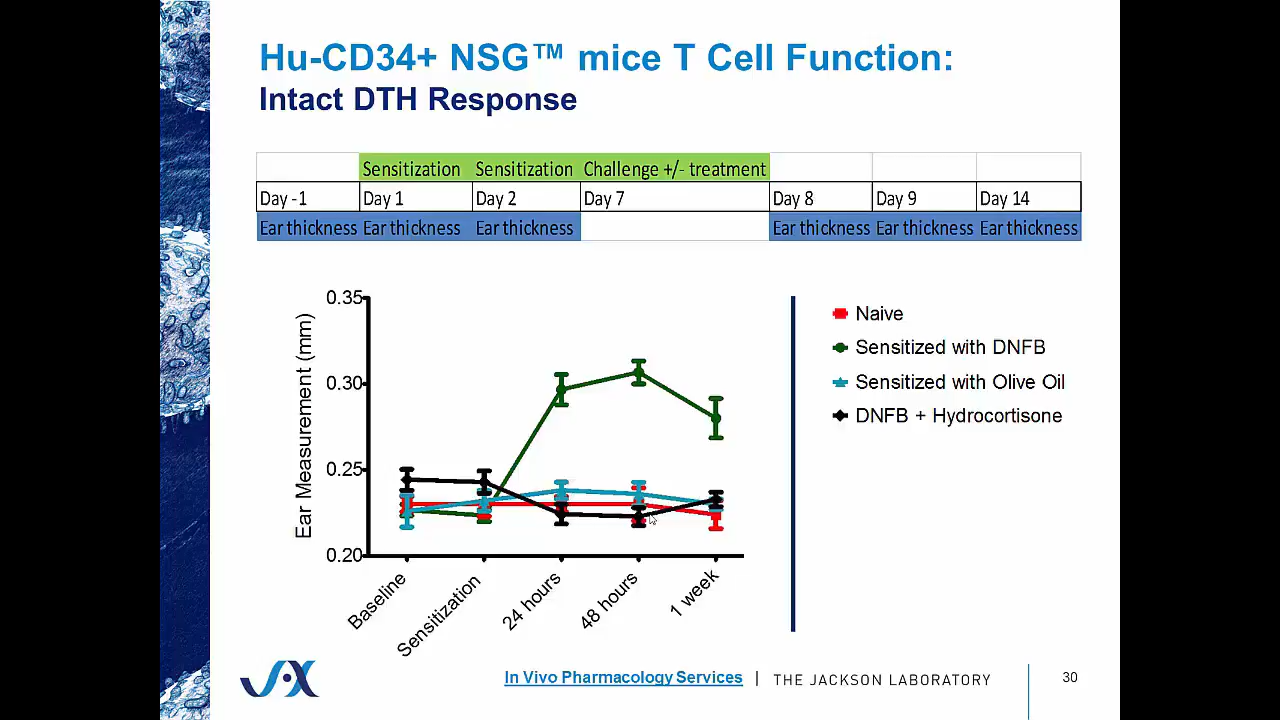 Hu-CD34+ NSG™ mice T Cell Function:
Intact DTH Response
Sensitization Sensitization Challenge +/- treatment
Day -1 Day 1 Day 2 Day 7 Day 8 Day 9 Day 14
Ear thickness Ear thickness Ear thickness Ear thickness Ear thickness Ear thickness
Ear Measurement (mm)
0.35
0.30
0.25
0.20
Baseline
Sensitization
24 hours
48 hours
1 week
Naive
Sensitized with DNFB
Sensitized with Olive Oil
DNFB + Hydrocortisone
JAX
In Vivo Pharmacology Services | THE JACKSON LABORATORY
30